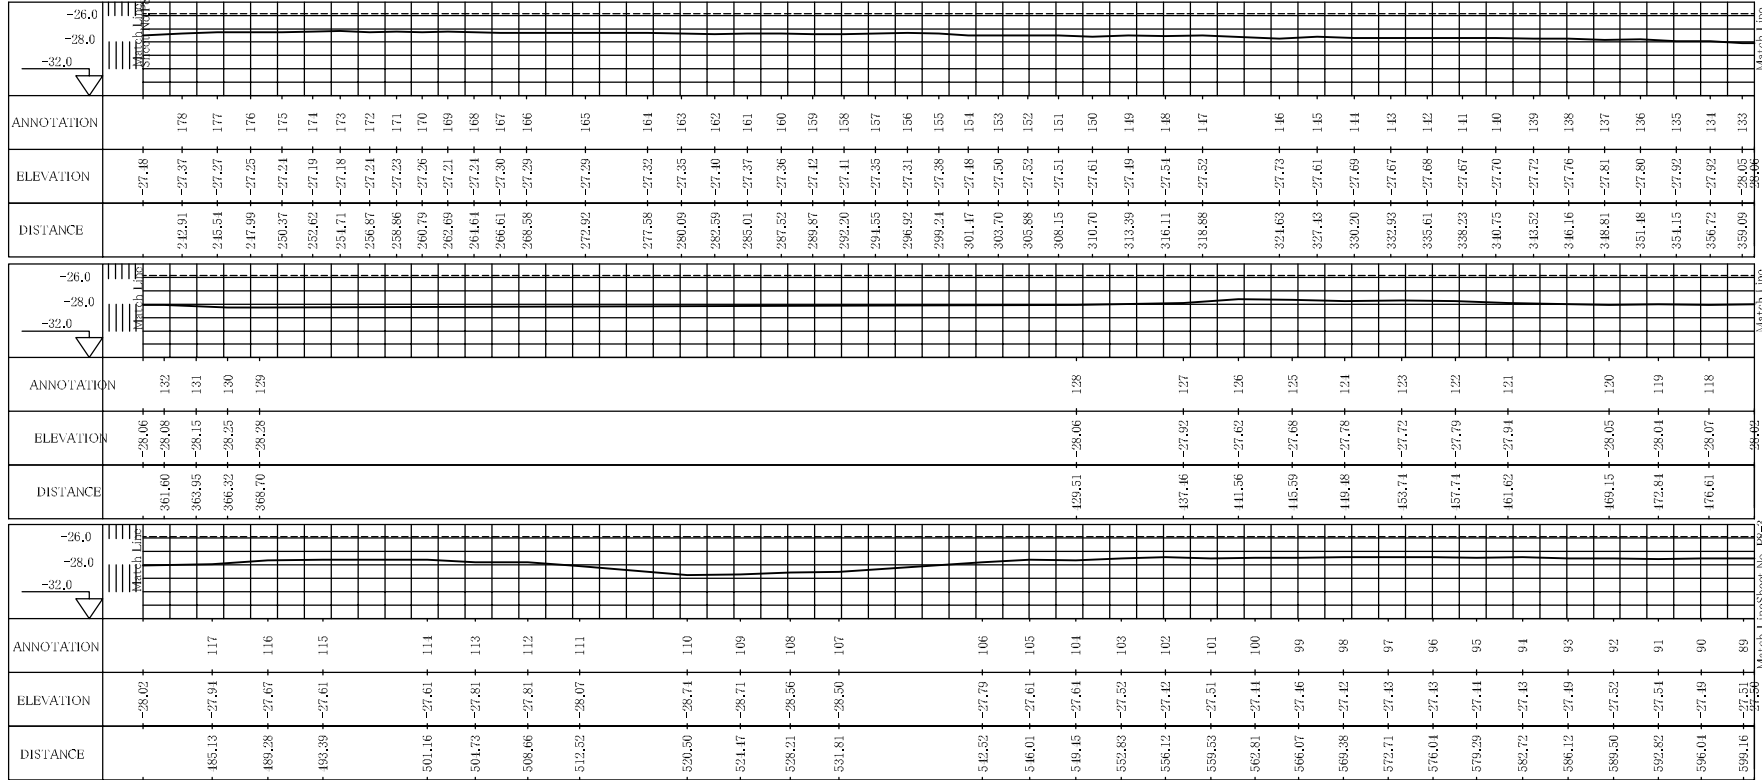 -26.0
-28.0
-32.0
Match Line
Match Line
ANNOTATION 178 177 176 175 174 173 172 171 170 169 168 167 166 165 164 163 162 161 160 159 158 157 156 155 154 153 152 151 150 149 148 147 146 145 144 143 142 141 140 139 138 137 136 135 134 133
ELEVATION -27.48 -27.37 -27.27 -27.25 -27.24 -27.19 -27.18 -27.24 -27.23 -27.26 -27.21 -27.24 -27.30 -27.29 -27.29 -27.32 -27.35 -27.40 -27.37 -27.36 -27.42 -27.41 -27.35 -27.31 -27.38 -27.48 -27.50 -27.52 -27.51 -27.61 -27.49 -27.54 -27.52 -27.73 -27.61 -27.69 -27.67 -27.68 -27.67 -27.70 -27.72 -27.76 -27.81 -27.80 -27.92 -27.92 -28.05 -28.06
DISTANCE 242.91 245.54 247.99 250.37 252.62 254.71 256.87 258.86 260.79 262.69 264.64 266.61 268.58 272.92 277.58 280.09 282.59 285.01 287.52 289.87 292.20 294.55 296.92 299.24 301.47 303.70 305.88 308.15 310.70 313.39 316.11 318.88 324.63 327.43 330.20 332.93 335.61 338.23 340.75 343.52 346.16 348.81 351.48 354.15 356.72 359.09
-26.0
-28.0
-32.0
Match Line
Match Line
ANNOTATION 132 131 130 129 128 127 126 125 124 123 122 121 120 119 118
ELEVATION -28.06 -28.08 -28.15 -28.25 -28.28 -28.06 -27.92 -27.62 -27.68 -27.78 -27.72 -27.79 -27.94 -28.05 -28.04 -28.07 -28.02
DISTANCE 361.60 363.95 366.32 368.70 429.51 437.46 441.56 445.59 449.48 453.74 457.74 461.62 469.15 472.84 476.61
-26.0
-28.0
-32.0
Match Line
Match Line
ANNOTATION 117 116 115 114 113 112 111 110 109 108 107 106 105 104 103 102 101 100 99 98 97 96 95 94 93 92 91 90 89
ELEVATION -28.02 -27.94 -27.67 -27.61 -27.61 -27.81 -27.81 -28.07 -28.74 -28.71 -28.56 -28.50 -27.79 -27.61 -27.64 -27.52 -27.42 -27.51 -27.44 -27.46 -27.42 -27.43 -27.43 -27.44 -27.43 -27.49 -27.52 -27.54 -27.49 -27.51 -27.50
DISTANCE 485.13 489.28 493.39 501.16 504.73 508.66 512.52 520.50 524.47 528.21 531.81 542.52 546.01 549.45 552.83 556.12 559.53 562.81 566.07 569.38 572.71 576.04 579.29 582.72 586.12 589.50 592.82 596.04 599.16